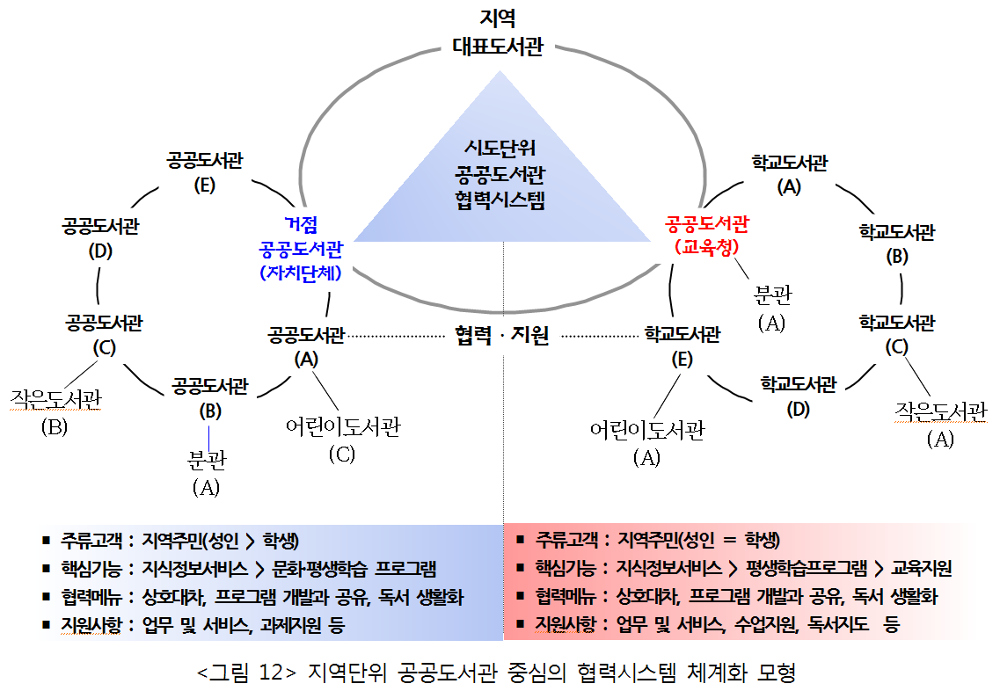 지역
대표도서관
시도단위
공공도서관
협력시스템
공공도서관
(E)
공공도서관
(D)
거점
공공도서관
(자치단체)
공공도서관
(C)
공공도서관
(A)
공공도서관
(B)
작은도서관
(B)
분관
(A)
어린이도서관
(C)
협력 · 지원
학교도서관
(A)
공공도서관
(교육청)
학교도서관
(B)
분관
(A)
학교도서관
(E)
학교도서관
(C)
학교도서관
(D)
어린이도서관
(A)
작은도서관
(A)
▪ 주류고객 : 지역주민(성인 > 학생)
▪ 핵심기능 : 지식정보서비스 > 문화·평생학습 프로그램
▪ 협력메뉴 : 상호대차, 프로그램 개발과 공유, 독서 생활화
▪ 지원사항 : 업무 및 서비스, 과제지원 등
▪ 주류고객 : 지역주민(성인 = 학생)
▪ 핵심기능 : 지식정보서비스 > 평생학습프로그램 > 교육지원
▪ 협력메뉴 : 상호대차, 프로그램 개발과 공유, 독서 생활화
▪ 지원사항 : 업무 및 서비스, 수업지원, 독서지도 등
<그림 12> 지역단위 공공도서관 중심의 협력시스템 체계화 모형